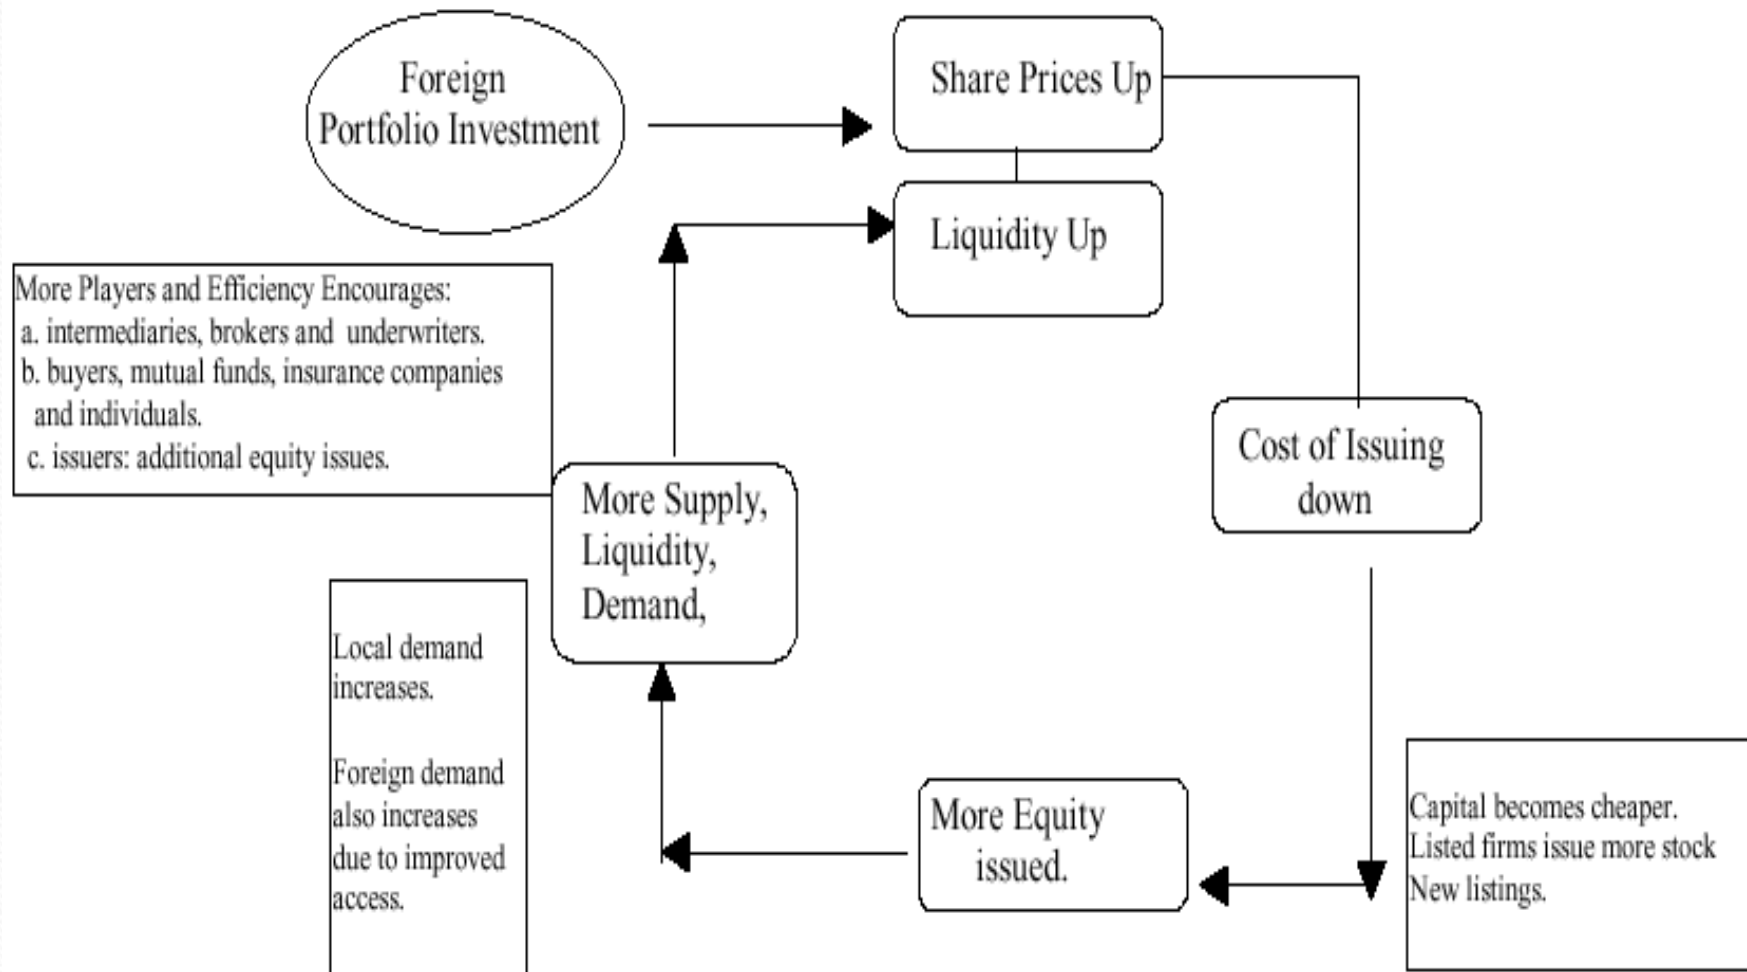 Foreign
Portfolio Investment
Share Prices Up
Liquidity Up
More Players and Efficiency Encourages:
a. intermediaries, brokers and underwriters.
b. buyers, mutual funds, insurance companies
and individuals.
c. issuers: additional equity issues.
Cost of Issuing
down
More Supply,
Liquidity,
Demand,
Local demand
increases.
Foreign demand
also increases
due to improved
access.
More Equity
issued.
Capital becomes cheaper.
Listed firms issue more stock
New listings.